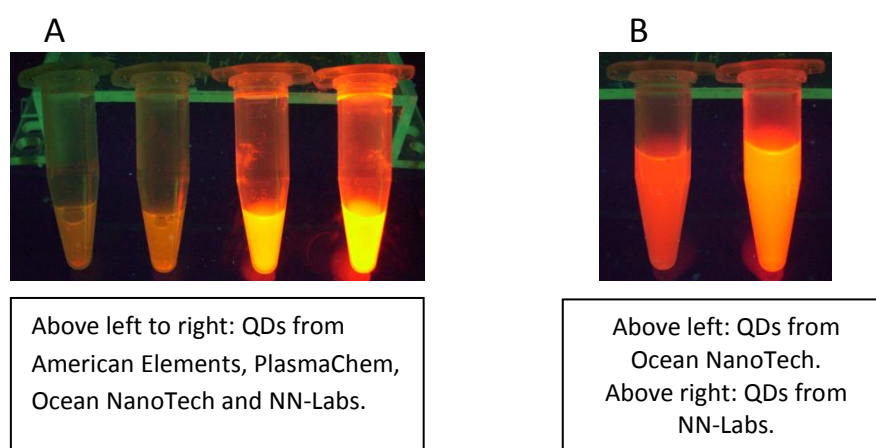 A
B
Above left to right: QDs from
American Elements, PlasmaChem,
Ocean NanoTech and NN-Labs.
Above left: QDs from
Ocean NanoTech.
Above right: QDs from
NN-Labs.